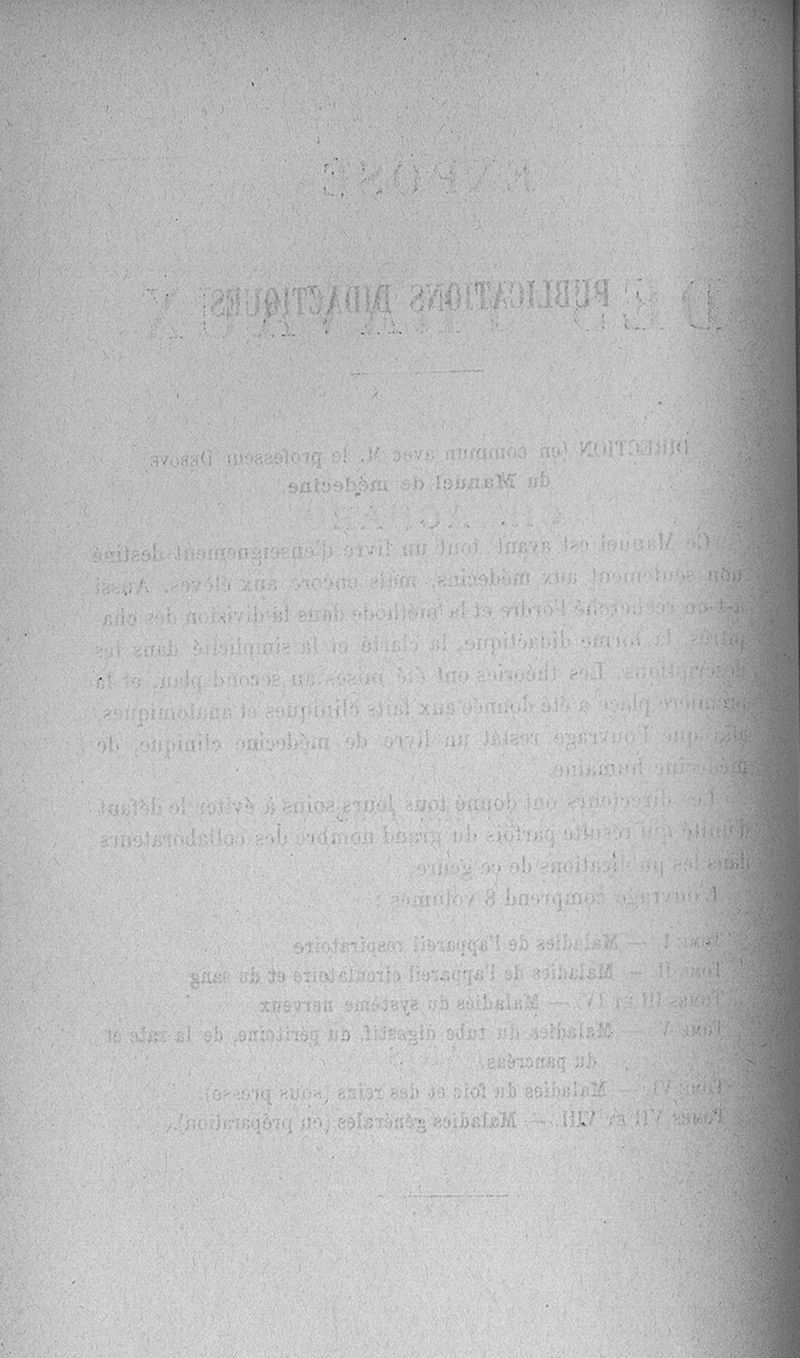 PUBLICATIONS DIDACTIQUES
DIRECTION (en commun avec M. le professeur DEBOVE
du Manuel de médecine.
Ce Manuel est avant tout un livre d'enseignement destiné
non seulement aux médecins, mais encore aux élèves. Aussi
recherché l'ordre et la méthode dans la division des cha-
pitres, la forme didactique, la clarté et la simplicité dans les
descriptions. Les théories ont été mises au second plan, et la
première place a été donnée aux faits cliniques et anatomiques,
plus que l'ouvrage restât un livre de médecine clinique, de
médecine humaine.
Les directeurs ont donné tous leurs soins à éviter le défaut
d'unité qui résulte parfois du grand nombre des collaborateurs
dans les publications de ce genre.
L'ouvrage comprend 8 volumes :
TOME I. — Maladies de l'appareil respiratoire
TOME II. — Maladies de l'appareil circulatoire et du sang
TOMES III ET IV. — Maladies du système nerveux
TOME V. — Maladies du tube digestif, du péritoine, de la rate et
du pancréas.
TOME VI. — Maladies du foie et des reins (sous presse).
TOMES VII ET VIII. — Maladies générales (en préparation).